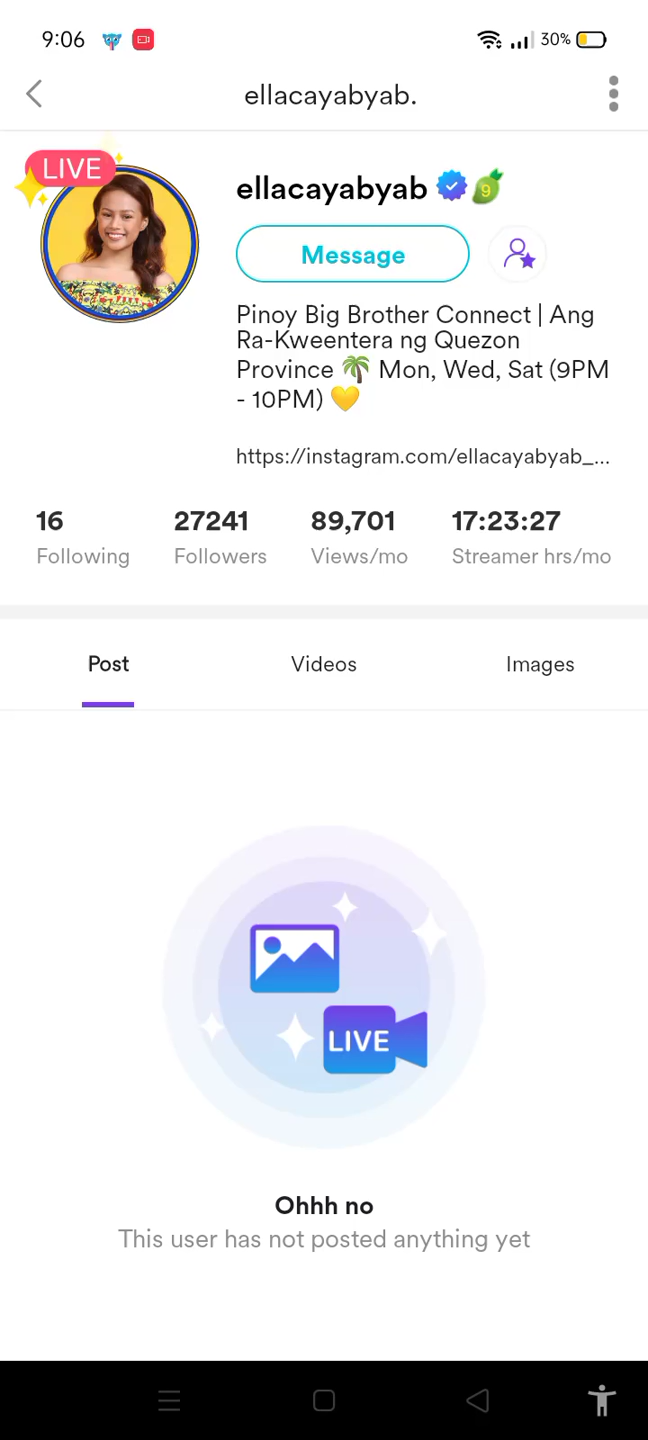 9:06
30%
ellacayabyab.
LIVE
ellacayabyab
9
Message
Pinoy Big Brother Connect | Ang
Ra-Kweentera ng Quezon
Province 🌴 Mon, Wed, Sat (9PM
- 10PM) 💛
https://instagram.com/ellacayabyab_...
16 27241 89,701 17:23:27
Following Followers Views/mo Streamer hrs/mo
Post Videos Images
LIVE
Ohhh no
This user has not posted anything yet